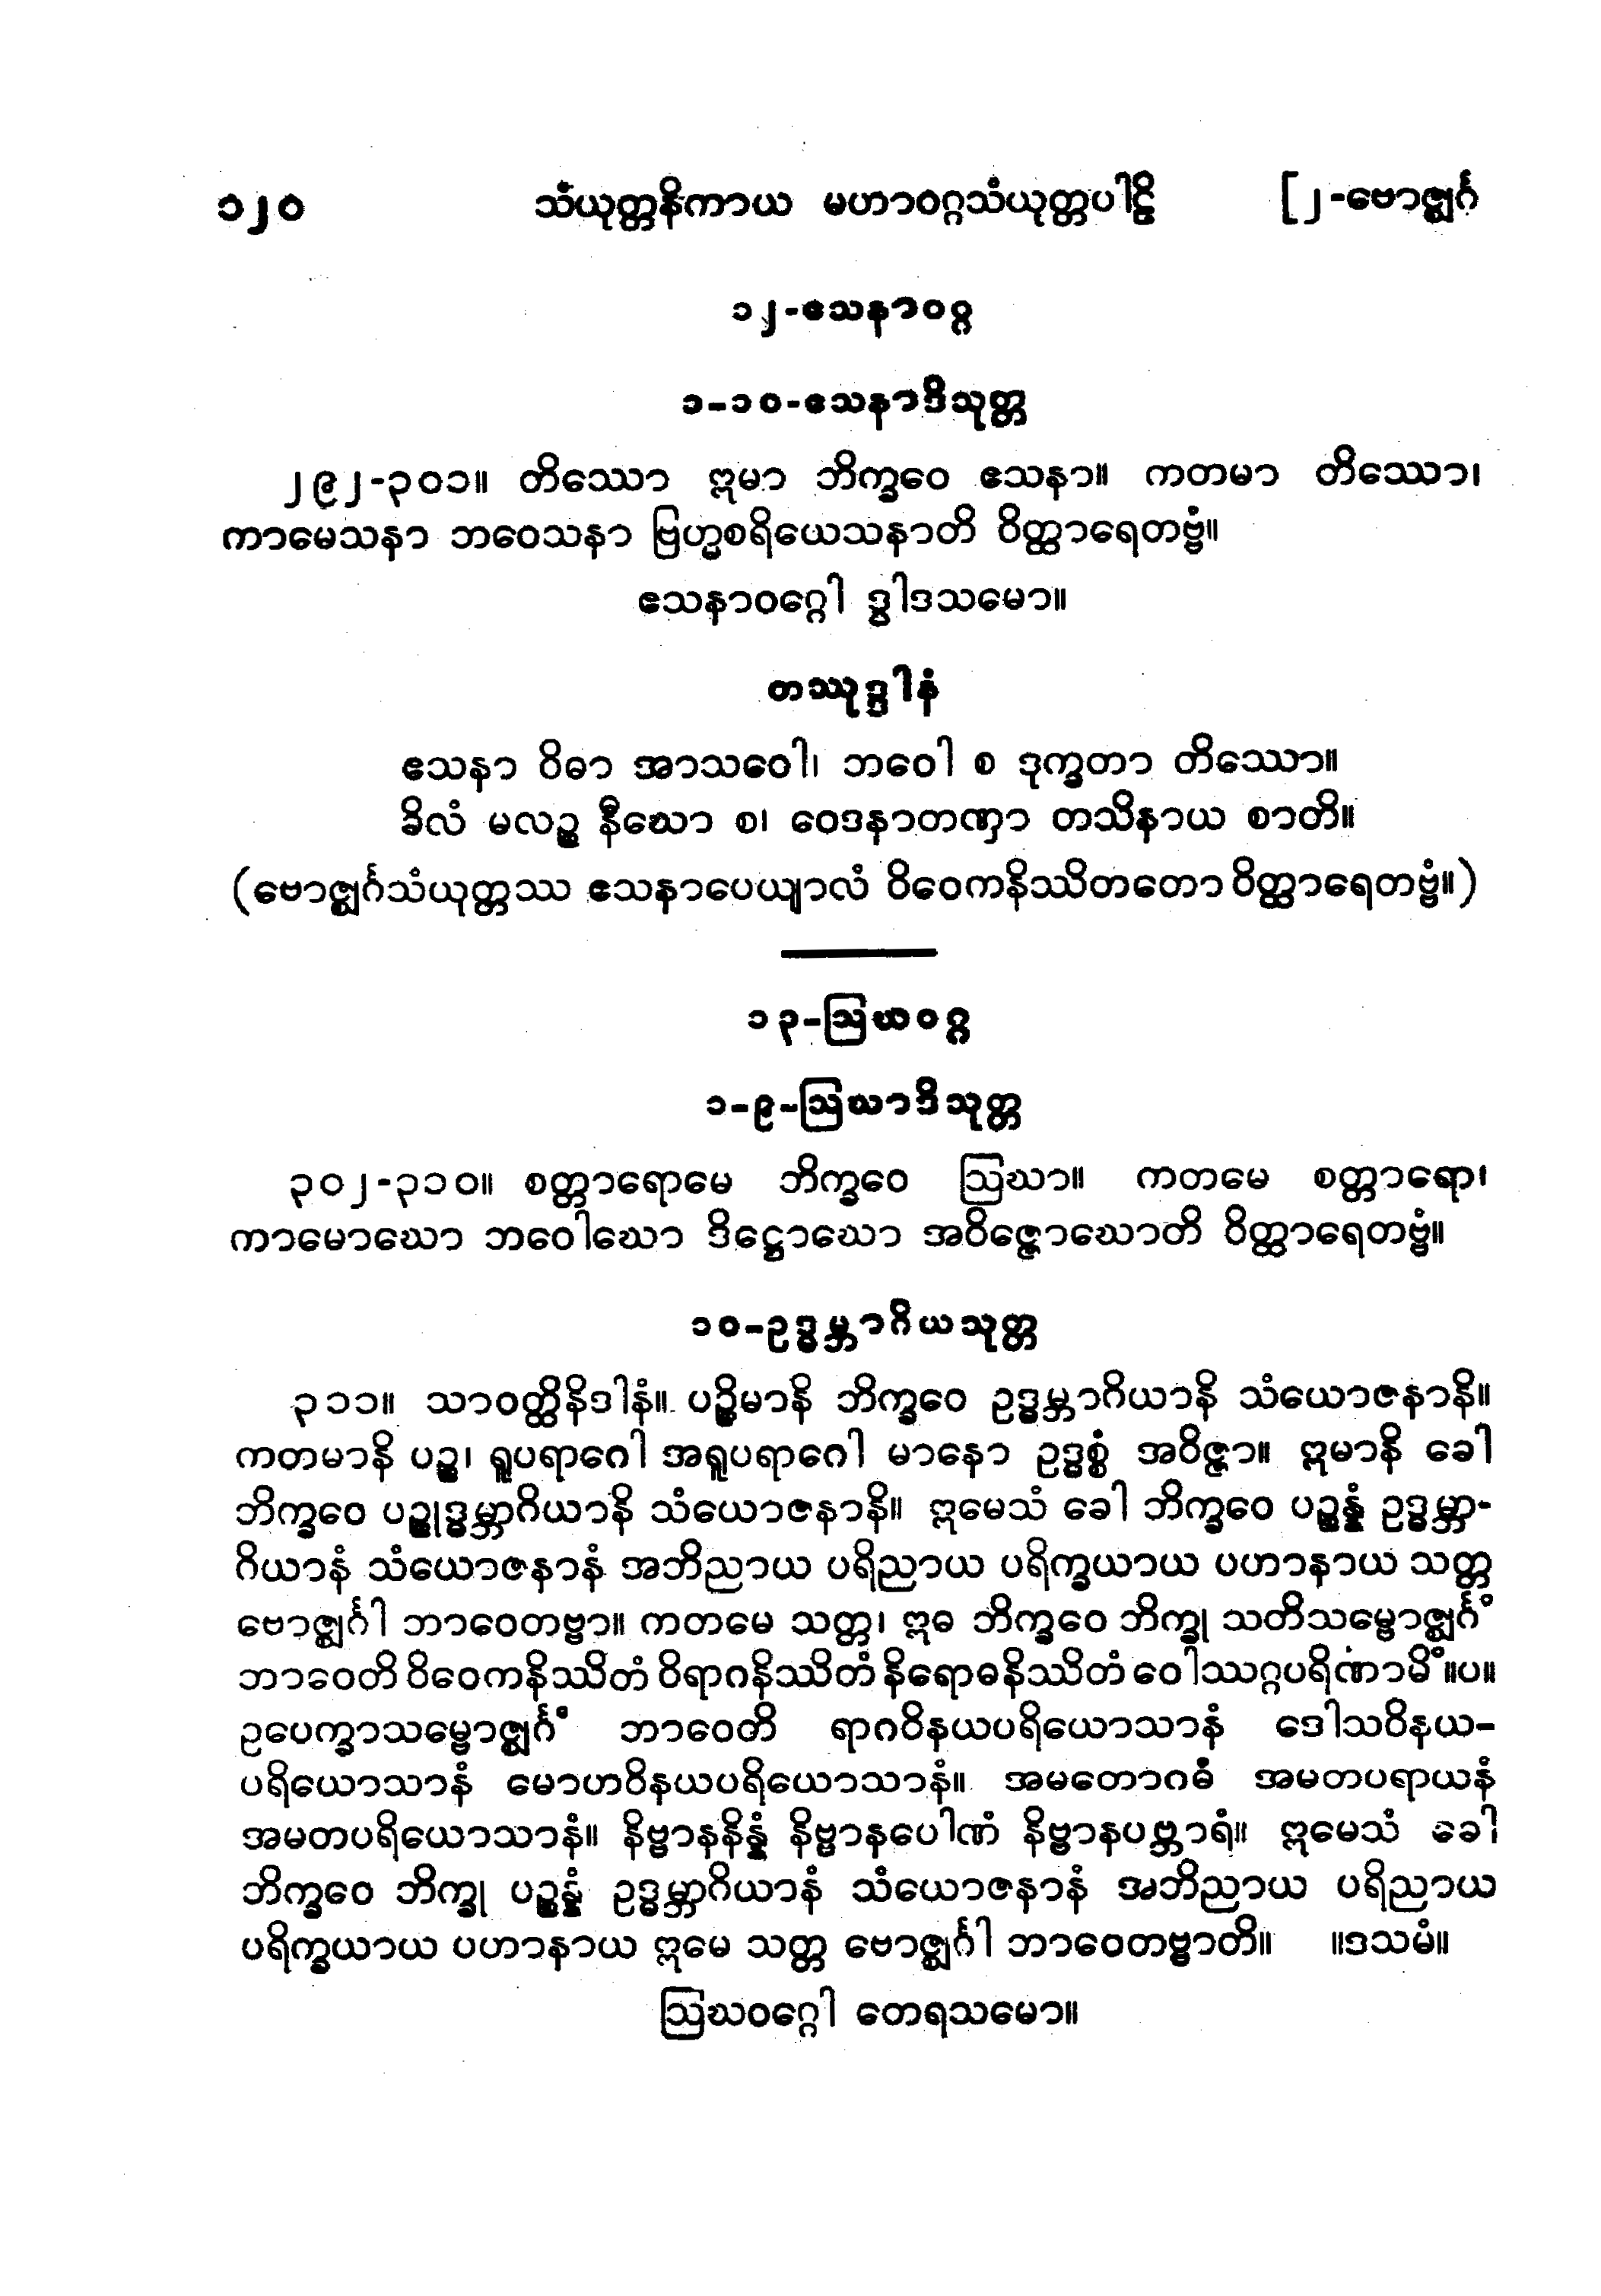 ၁၂၀ သံယုတ္တနိကာယ မဟာဝဂ္ဂသံယုတ္တပါဠိ [၂-ဗောဇ္ဈင်္ဂ
၁၂-ဧသနာဝဂ္ဂ
၁-၁၀-ဧသနာဒိသုတ္တ
၂၉၂-၃၀၁။ တိဿော ဣမာ ဘိက္ခဝေ ဧသနာ။ ကတမာ တိဿော၊
ကာမေသနာ ဘဝေသနာ ဗြဟ္မစရိယေသနာတိ ဝိတ္ထာရေတဗ္ဗံ။
ဧသနာဝဂ္ဂေါ ဒွါဒသမော။
တဿုဒ္ဒါနံ
ဧသနာ ဝိဓာ အာသဝေါ၊ ဘဝေါ စ ဒုက္ခတာ တိဿော။
ခိလံ မလဉ္စ နီဃော စ၊ ဝေဒနာတဏှာ တသိနာယ စာတိ။
(ဗောဇ္ဈင်္ဂသံယုတ္တဿ ဧသနာပေယျာလံ ဝိဝေကနိဿိတတော ဝိတ္ထာရေတဗ္ဗံ။)
၁၃-ဩဃဝဂ္ဂ
၁-၉-ဩဃာဒိသုတ္တ
၃၀၂-၃၁၀။ စတ္တာရောမေ ဘိက္ခဝေ ဩဃာ။ ကတမေ စတ္တာရော၊
ကာမောဃော ဘဝေါဃော ဒိဋ္ဌောဃော အဝိဇ္ဇောဃောတိ ဝိတ္ထာရေတဗ္ဗံ။
၁၀-ဥဒ္ဓမ္ဘာဂိယသုတ္တ
၃၁၁။ သာဝတ္ထိနိဒါနံ။ ပဉ္စိမာနိ ဘိက္ခဝေ ဥဒ္ဓမ္ဘာဂိယာနိ သံယောဇနာနိ။
ကတမာနိ ပဉ္စ၊ ရူပရာဂေါ အရူပရာဂေါ မာနော ဥဒ္ဓစ္စံ အဝိဇ္ဇာ။ ဣမာနိ ခေါ
ဘိက္ခဝေ ပဉ္စုဒ္ဓမ္ဘာဂိယာနိ သံယောဇနာနိ။ ဣမေသံ ခေါ ဘိက္ခဝေ ပဉ္စန္နံ ဥဒ္ဓမ္ဘာ-
ဂိယာနံ သံယောဇနာနံ အဘိညာယ ပရိညာယ ပရိက္ခယာယ ပဟာနာယ သတ္တ
ဗောဇ္ဈင်္ဂါ ဘာဝေတဗ္ဗာ။ ကတမေ သတ္တ၊ ဣဓ ဘိက္ခဝေ ဘိက္ခု သတိသမ္ဗောဇ္ဈင်္ဂံ
ဘာဝေတိ ဝိဝေကနိဿိတံ ဝိရာဂနိဿိတံ နိရောဓနိဿိတံ ဝေါဿဂ္ဂပရိဏာမိံ။ပ။
ဥပေက္ခာသမ္ဗောဇ္ဈင်္ဂံ ဘာဝေတိ ရာဂဝိနယပရိယောသာနံ ဒေါသဝိနယ-
ပရိယောသာနံ မောဟဝိနယပရိယောသာနံ။ အမတောဂဓံ အမတပရာယနံ
အမတပရိယောသာနံ။ နိဗ္ဗာနနိန္နံ နိဗ္ဗာနပေါဏံ နိဗ္ဗာနပဗ္ဘာရံ။ ဣမေသံ ခေါ
ဘိက္ခဝေ ဘိက္ခု ပဉ္စန္နံ ဥဒ္ဓမ္ဘာဂိယာနံ သံယောဇနာနံ အဘိညာယ ပရိညာယ
ပရိက္ခယာယ ပဟာနာယ ဣမေ သတ္တ ဗောဇ္ဈင်္ဂါ ဘာဝေတဗ္ဗာတိ။ ။ဒသမံ။
ဩဃဝဂ္ဂေါ တေရသမော။